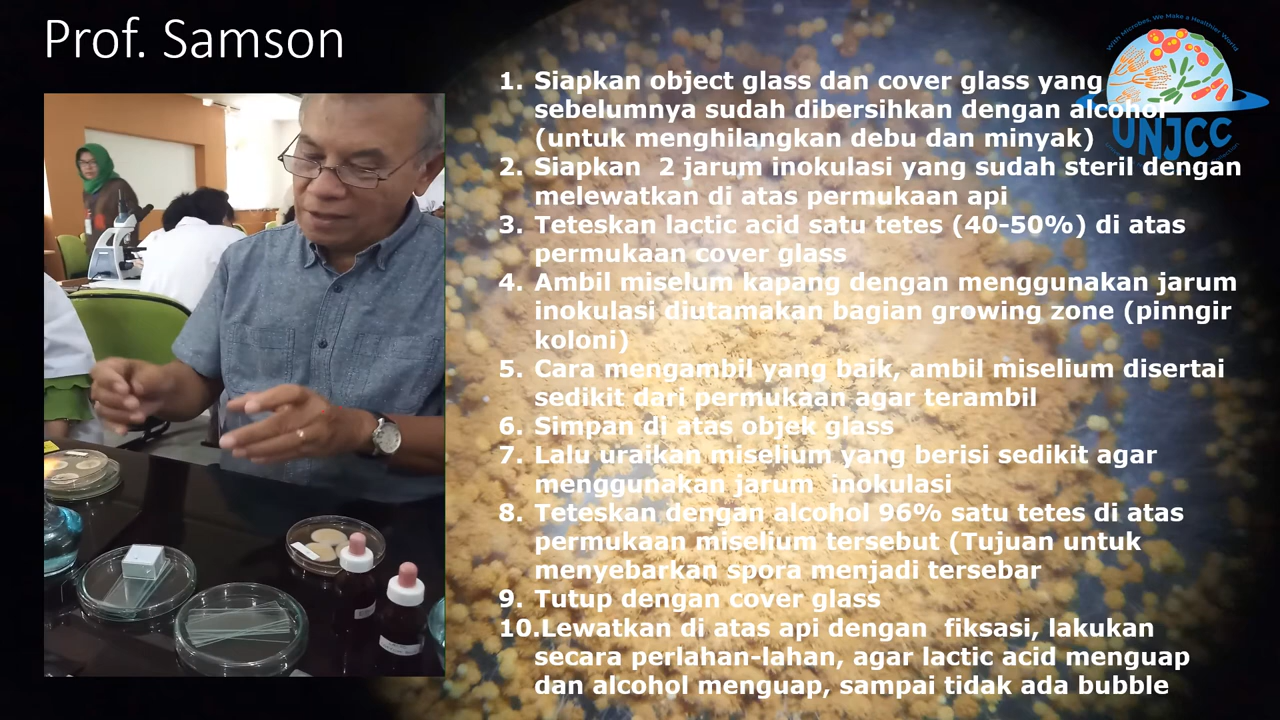 Prof. Samson
With Microbes, We Make a Healthier World
UNJCC
1. Siapkan object glass dan cover glass yang
sebelumnya sudah dibersihkan dengan alcohol
(untuk menghilangkan debu dan minyak)
2. Siapkan  2 jarum inokulasi yang sudah steril dengan
melewatkan di atas permukaan api
3. Teteskan lactic acid satu tetes (40-50%) di atas
permukaan cover glass
4. Ambil miselum kapang dengan menggunakan jarum
inokulasi diutamakan bagian growing zone (pinngir
koloni)
5. Cara mengambil yang baik, ambil miselium disertai
sedikit dari permukaan agar terambil
6. Simpan di atas objek glass
7. Lalu uraikan miselium yang berisi sedikit agar
menggunakan jarum  inokulasi
8. Teteskan dengan alcohol 96% satu tetes di atas
permukaan miselium tersebut (Tujuan untuk
menyebarkan spora menjadi tersebar
9. Tutup dengan cover glass
10.Lewatkan di atas api dengan  fiksasi, lakukan
secara perlahan-lahan, agar lactic acid menguap
dan alcohol menguap, sampai tidak ada bubble